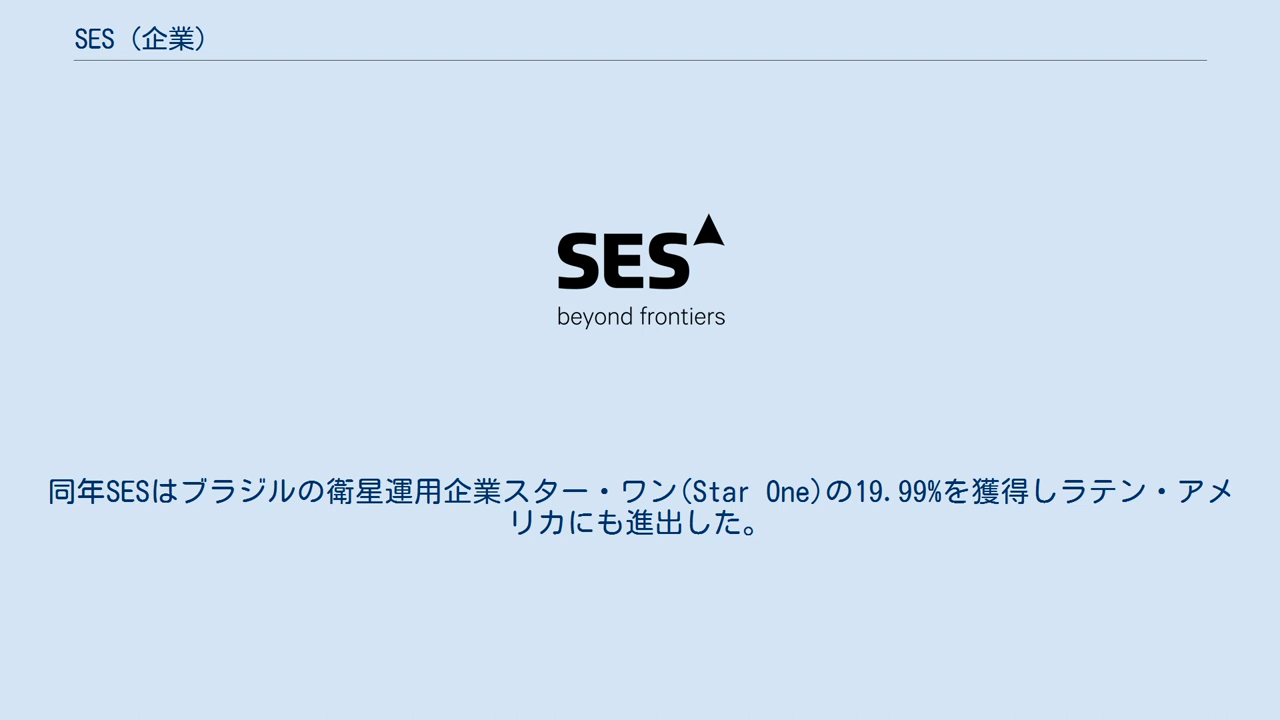 SES（企業）
SES
beyond frontiers
同年SESはブラジルの衛星運用企業スター・ワン(Star One)の19.99%を獲得しラテン・アメ
リカにも進出した。